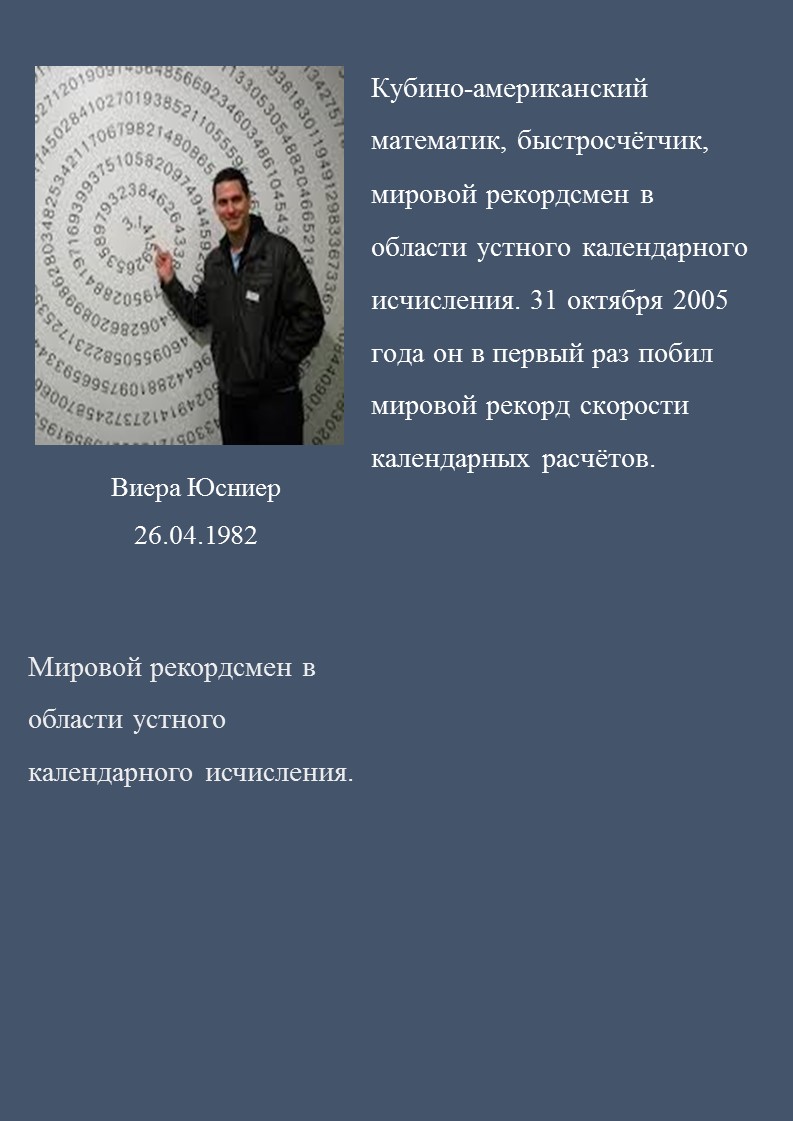 Кубино-американский
математик, быстросчётчик,
мировой рекордсмен в
области устного календарного
исчисления. 31 октября 2005
года он в первый раз побил
мировой рекорд скорости
календарных расчётов.
Виера Юсниер
26.04.1982
Мировой рекордсмен в
области устного
календарного исчисления.